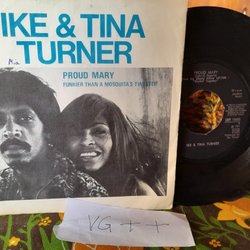 IKE & TINA
TURNER
PROUD MARY
FUNKIER THAN A MOSQUITA'S TWEETER
PROUD MARY
IKE & TINA TURNER
VG++